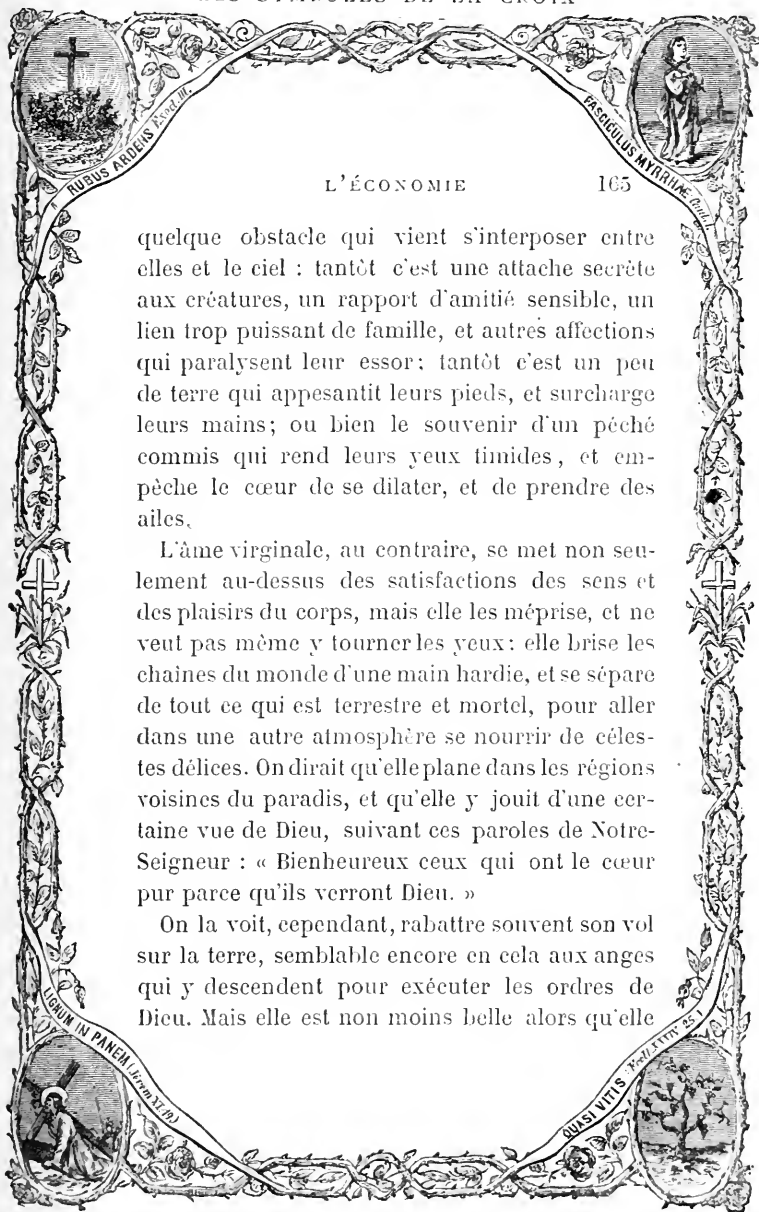 DE LA CROIX
RUBUS ARDENS Exod. III.
FASCICULUS MYRRHAE
L'ÉCONOMIE 165
quelque obstacle qui vient s'interposer entre
elles et le ciel : tantôt c'est une attache secrète
aux créatures, un rapport d'amitié sensible, un
lien trop puissant de famille, et autres affections
qui paralysent leur essor; tantôt c'est un peu
de terre qui appesantit leurs pieds, et surcharge
leurs mains; ou bien le souvenir d'un péché
commis qui rend leurs yeux timides, et em-
pêche le cœur de se dilater, et de prendre des
ailes.
L'âme virginale, au contraire, se met non seu-
lement au-dessus des satisfactions des sens et
des plaisirs du corps, mais elle les méprise, et ne
veut pas même y tourner les yeux: elle brise les
chaînes du monde d'une main hardie, et se sépare
de tout ce qui est terrestre et mortel, pour aller
dans une autre atmosphère se nourrir de céles-
tes délices. On dirait qu'elle plane dans les régions
voisines du paradis, et qu'elle y jouit d'une cer-
taine vue de Dieu, suivant ces paroles de Notre-
Seigneur : « Bienheureux ceux qui ont le cœur
pur parce qu'ils verront Dieu. »
On la voit, cependant, rabattre souvent son vol
sur la terre, semblable encore en cela aux anges
qui y descendent pour exécuter les ordres de
Dieu. Mais elle est non moins belle alors qu'elle
LIGNUM IN PANEM (Jérem XI. 19.)
QUASI VITIS